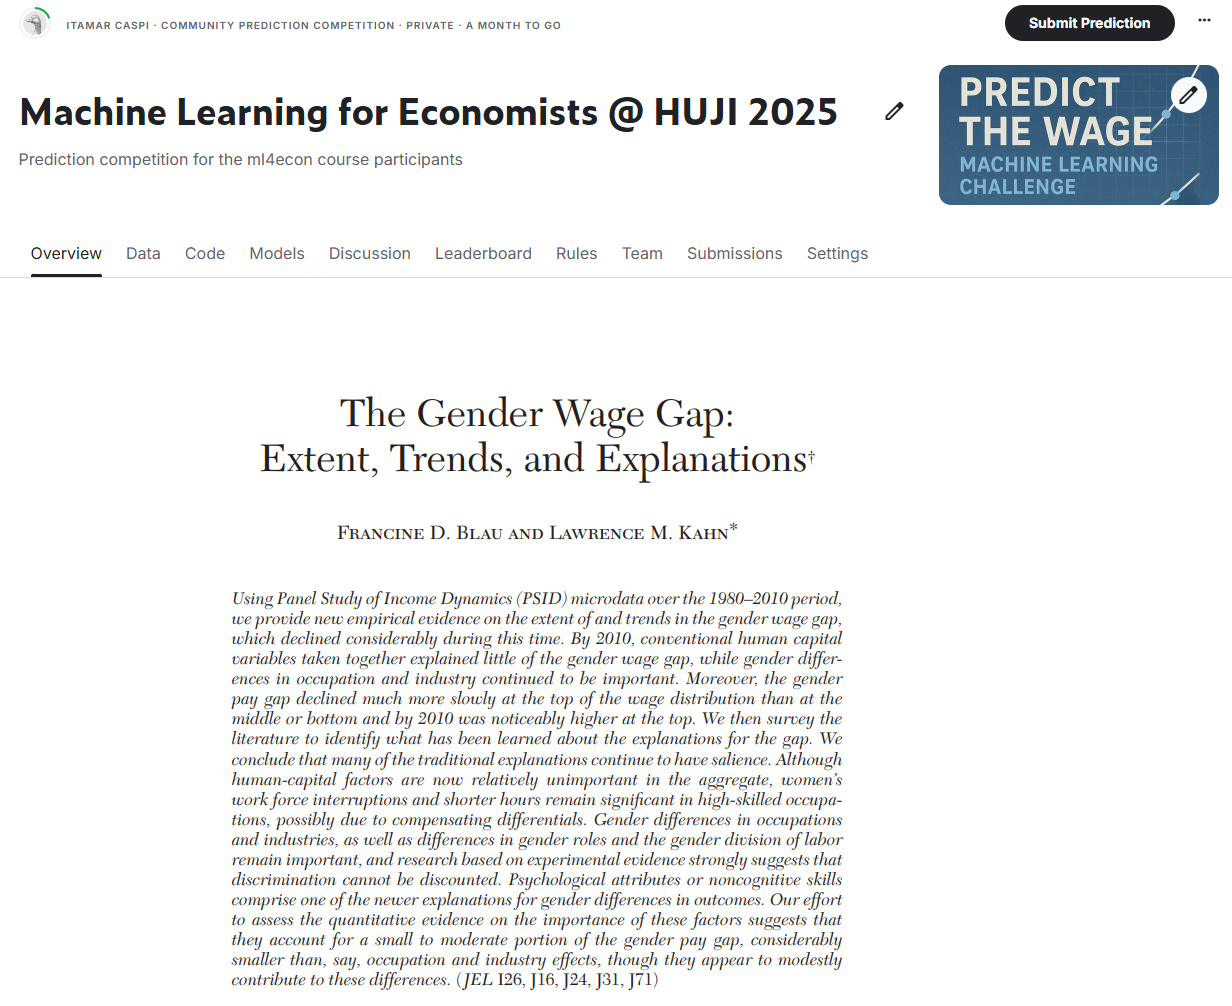 ITAMAR CASPI · COMMUNITY PREDICTION COMPETITION · PRIVATE · A MONTH TO GO
Submit Prediction
Machine Learning for Economists @ HUJI 2025
Prediction competition for the ml4econ course participants
PREDICT
THE WAGE
MACHINE LEARNING
CHALLENGE
Overview Data Code Models Discussion Leaderboard Rules Team Submissions Settings
The Gender Wage Gap:
Extent, Trends, and Explanations†
Francine D. Blau and Lawrence M. Kahn*
Using Panel Study of Income Dynamics (PSID) microdata over the 1980–2010 period,
we provide new empirical evidence on the extent of and trends in the gender wage gap,
which declined considerably during this time. By 2010, conventional human capital
variables taken together explained little of the gender wage gap, while gender differ-
ences in occupation and industry continued to be important. Moreover, the gender
pay gap declined much more slowly at the top of the wage distribution than at the
middle or bottom and by 2010 was noticeably higher at the top. We then survey the
literature to identify what has been learned about the explanations for the gap. We
conclude that many of the traditional explanations continue to have salience. Although
human-capital factors are now relatively unimportant in the aggregate, women's
work force interruptions and shorter hours remain significant in high-skilled occupa-
tions, possibly due to compensating differentials. Gender differences in occupations
and industries, as well as differences in gender roles and the gender division of labor
remain important, and research based on experimental evidence strongly suggests that
discrimination cannot be discounted. Psychological attributes or noncognitive skills
comprise one of the newer explanations for gender differences in outcomes. Our effort
to assess the quantitative evidence on the importance of these factors suggests that
they account for a small to moderate portion of the gender pay gap, considerably
smaller than, say, occupation and industry effects, though they appear to modestly
contribute to these differences. (JEL I26, J16, J24, J31, J71)